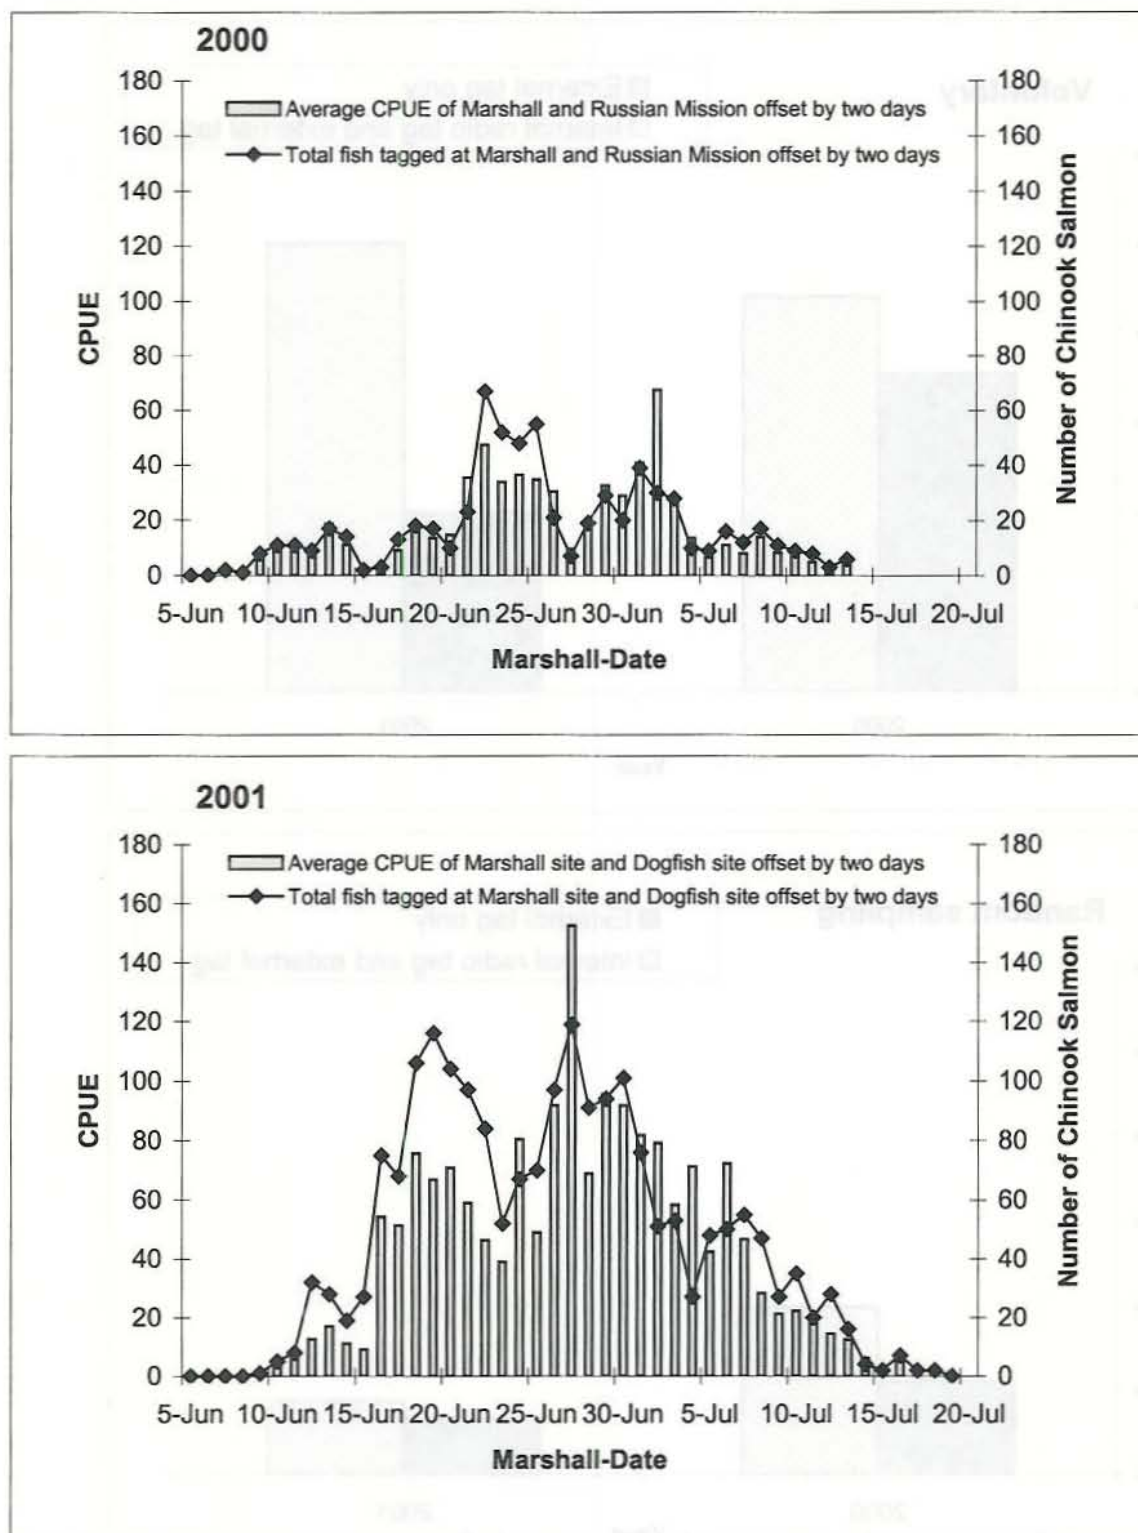 2000
180 180
Average CPUE of Marshall and Russian Mission offset by two days
160 160
Total fish tagged at Marshall and Russian Mission offset by two days
140 140
120 120
100 100
80 80
60 60
40 40
20 20
0 0
CPUE
Number of Chinook Salmon
5-Jun 10-Jun 15-Jun 20-Jun 25-Jun 30-Jun 5-Jul 10-Jul 15-Jul 20-Jul
Marshall-Date
2001
180 180
Average CPUE of Marshall site and Dogfish site offset by two days
160 160
Total fish tagged at Marshall site and Dogfish site offset by two days
140 140
120 120
100 100
80 80
60 60
40 40
20 20
0 0
CPUE
Number of Chinook Salmon
5-Jun 10-Jun 15-Jun 20-Jun 25-Jun 30-Jun 5-Jul 10-Jul 15-Jul 20-Jul
Marshall-Date